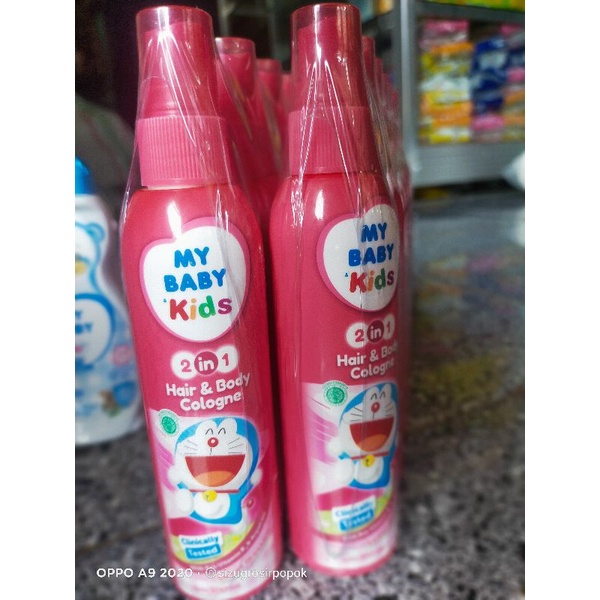 MY
BABY
Kids
2 in 1
Hair & Body
Cologne
Clinically
Tested
MY
BABY
Kids
2 in 1
Hair & Body
Cologne
Clinically
Tested
OPPO A9 2020 · @sizugrosirpopok